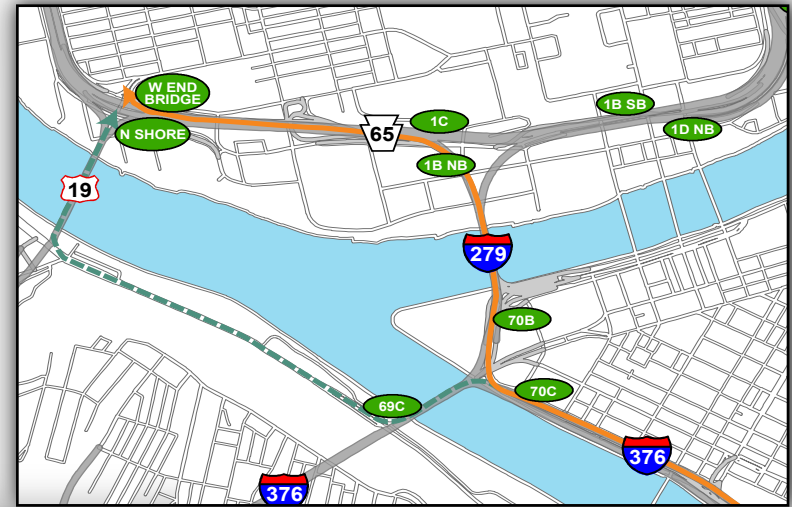 W END
BRIDGE
N SHORE
65
1C
1B SB
1D NB
1B NB
19
279
70B
69C
70C
376
376